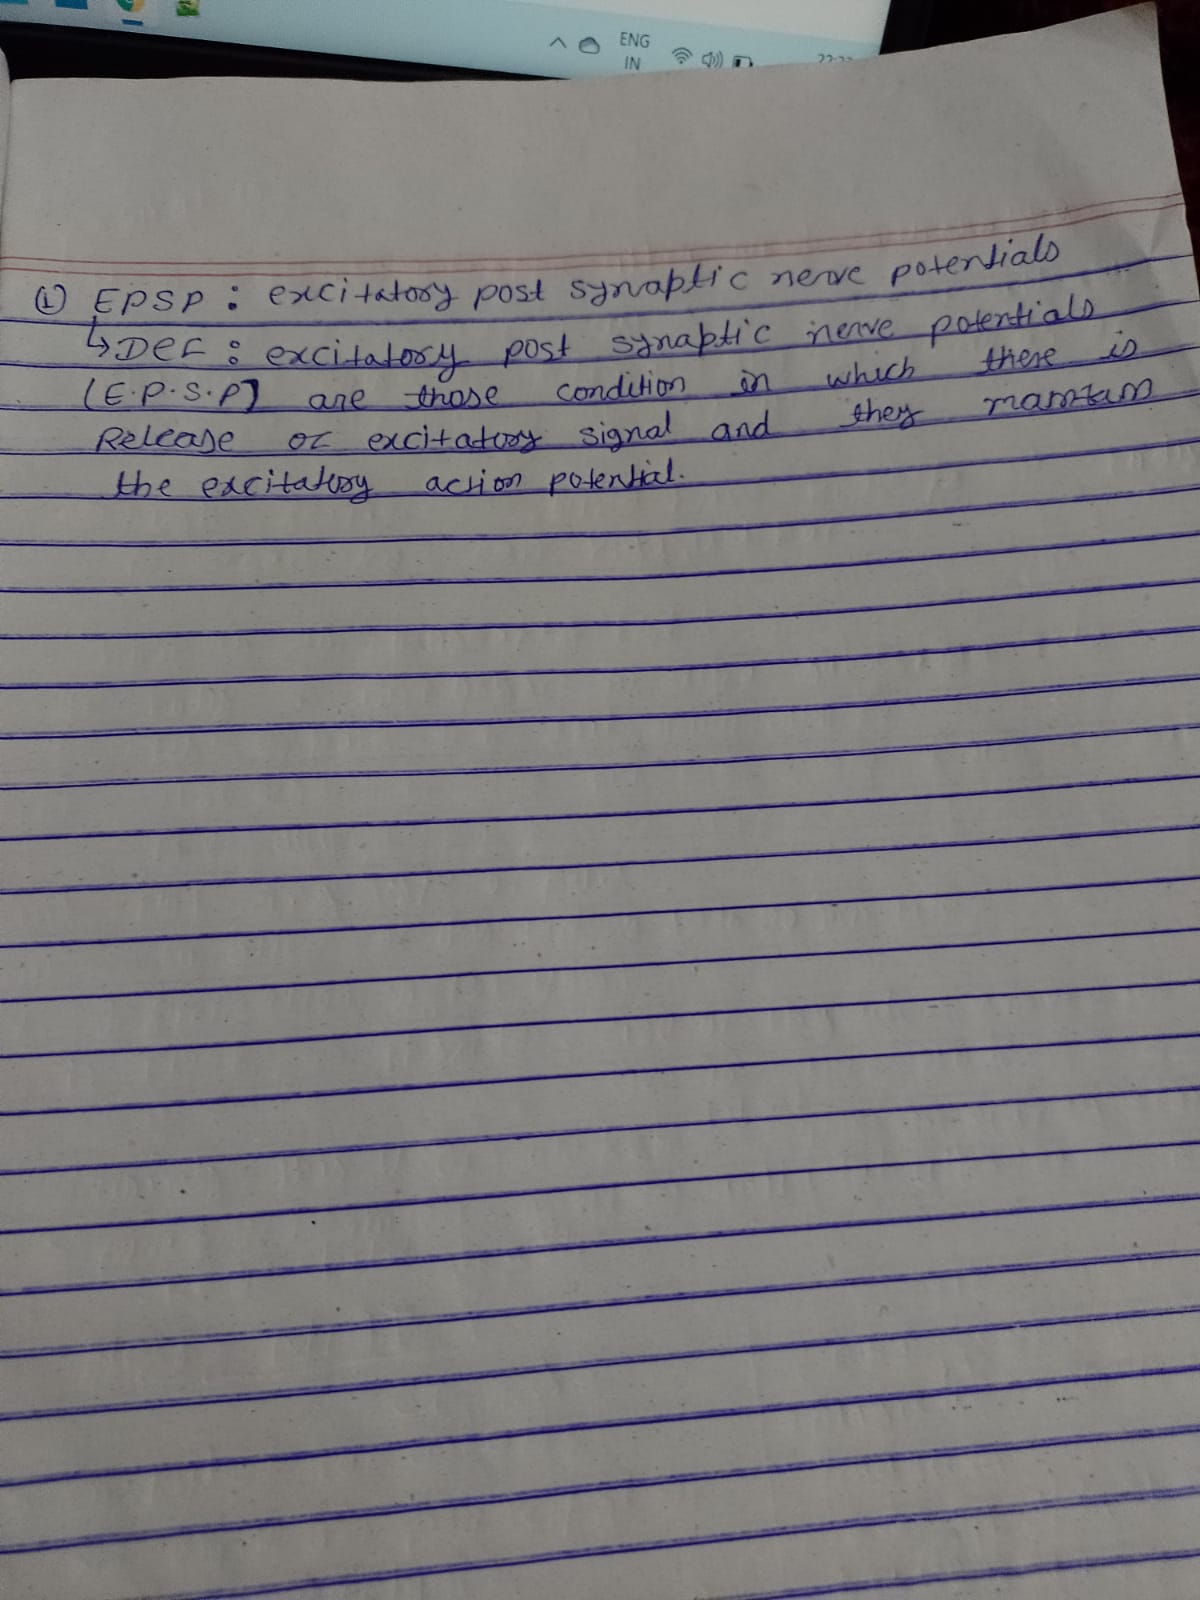 ENG
IN
① EPSP : excitatory post synaptic nerve potentials
↳ Def : excitatory post synaptic nerve potentials
(E.P.S.P) are those condition in which there is
Release of excitatory signal and they maintain
the excitatory action potential.